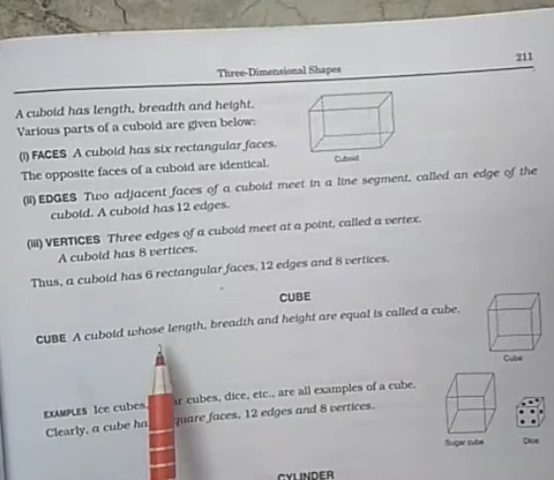 Three-Dimensional Shapes
211
A cuboid has length, breadth and height.
Various parts of a cuboid are given below:
(i) FACES A cuboid has six rectangular faces.
The opposite faces of a cuboid are identical.
Cuboid
(ii) EDGES Two adjacent faces of a cuboid meet in a line segment, called an edge of the
cuboid. A cuboid has 12 edges.
(iii) VERTICES Three edges of a cuboid meet at a point, called a vertex.
A cuboid has 8 vertices.
Thus, a cuboid has 6 rectangular faces, 12 edges and 8 vertices.
CUBE
CUBE A cuboid whose length, breadth and height are equal is called a cube.
Cube
EXAMPLES Ice cubes, cubes, dice, etc., are all examples of a cube.
Clearly, a cube faces, 12 edges and 8 vertices.
Sugar cube
Dice
CYLINDER